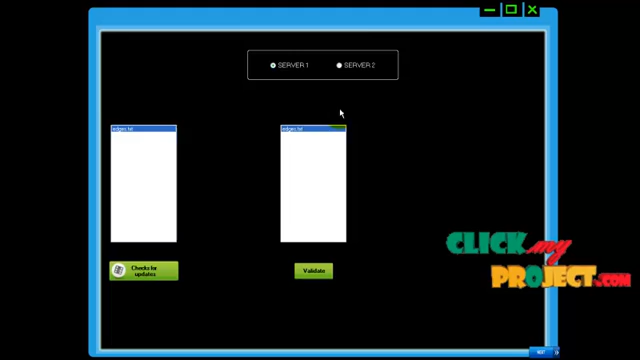 SERVER 1 SERVER 2
edges.txt edges.txt
Checks for
updates
Validate
CLICK my
PROJECT.COM